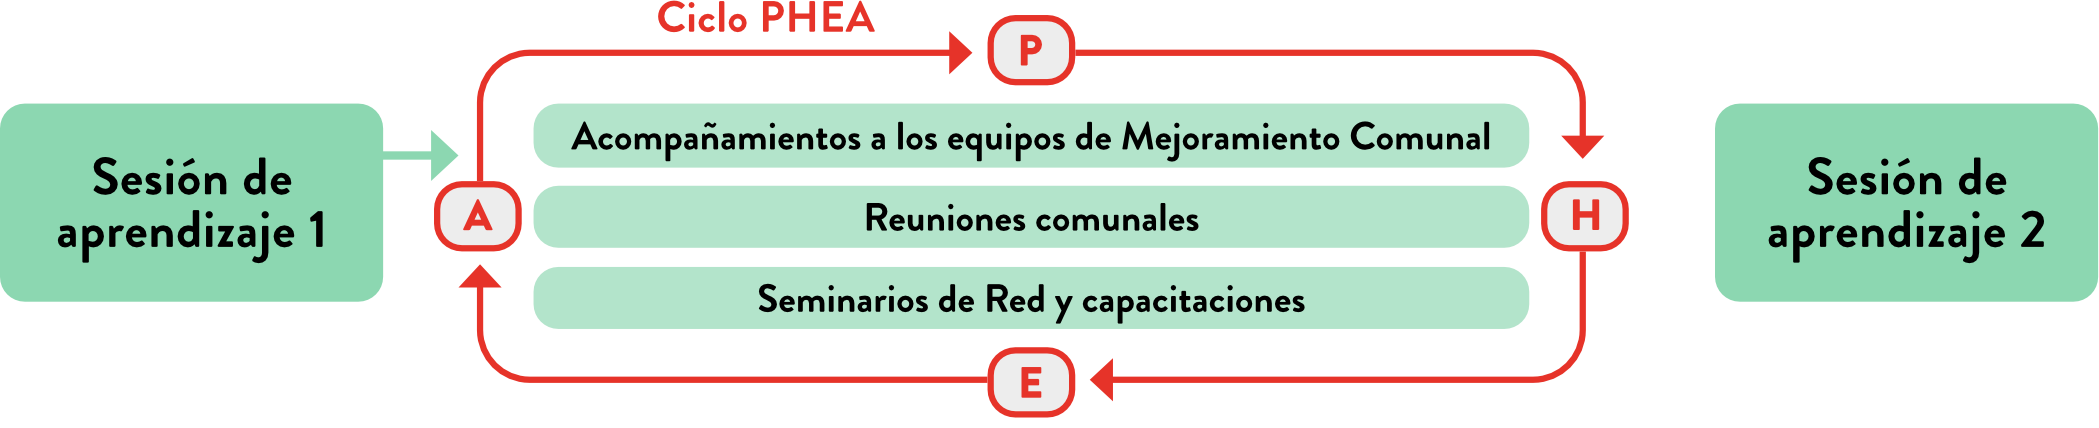 Ciclo PHEA
P
Sesión de
aprendizaje 1
Acompañamientos a los equipos de Mejoramiento Comunal
A
Reuniones comunales
H
Seminarios de Red y capacitaciones
E
Sesión de
aprendizaje 2